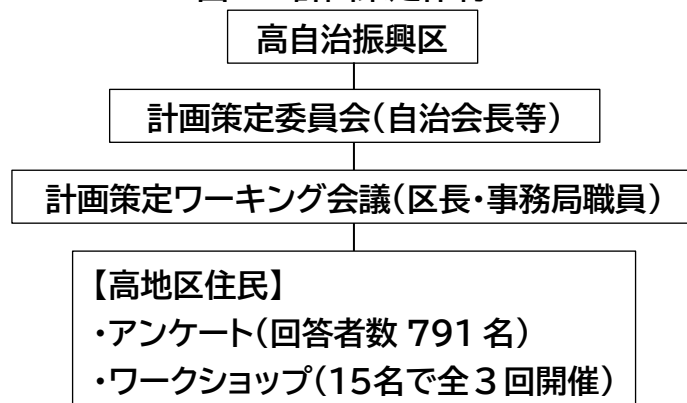 高自治振興区
計画策定委員会（自治会長等）
計画策定ワーキング会議（区長・事務局職員）
【高地区住民】
・アンケート（回答者数 791 名）
・ワークショップ（15名で全３回開催）